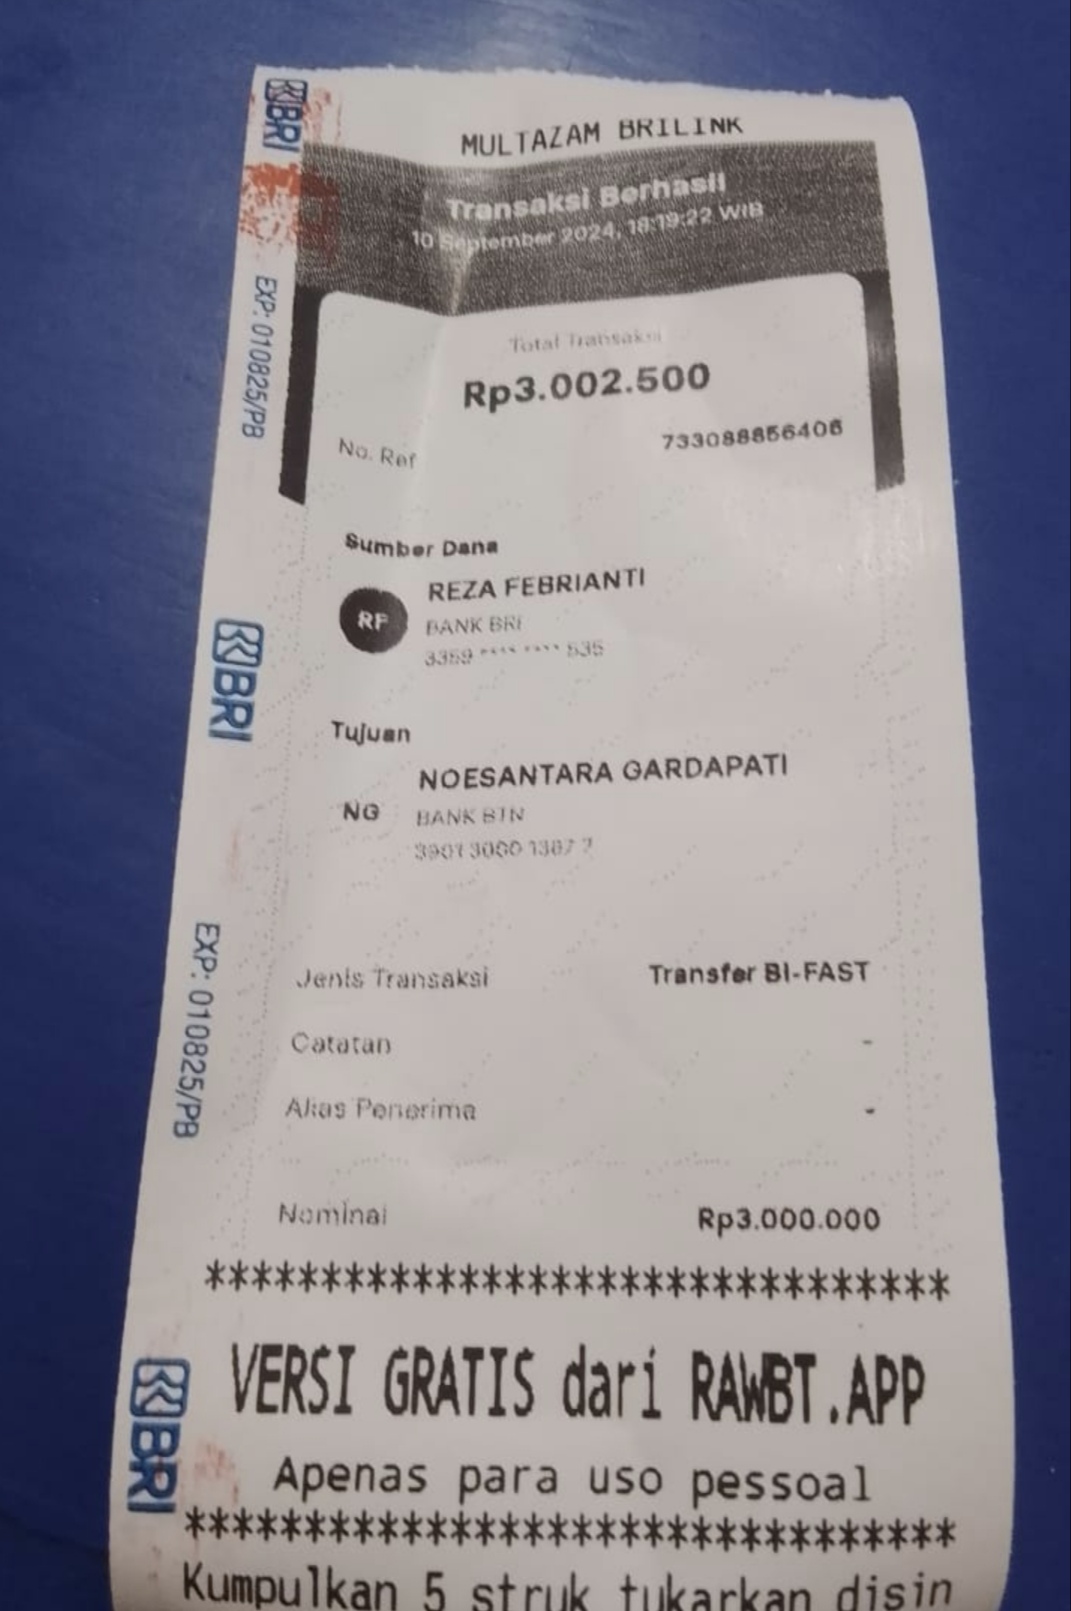 BRI
MULTAZAM BRILINK
Transaksi Berhasil
10 September 2024, 18:19:22 WIB
EXP: 010825/PB
Total Transaksi
Rp3.002.500
No. Ref 733088856406
Sumber Dana
RF REZA FEBRIANTI
BANK BRI
3359 **** **** 535
BRI
Tujuan
NOESANTARA GARDAPATI
NG BANK BTN
EXP: 010825/PB
Jenis Transaksi Transfer BI-FAST
Catatan -
Alias Penerima -
Nominal Rp3.000.000
********************************
BRI
VERSI GRATIS dari RAWBT.APP
Apenas para uso pessoal
********************************
Kumpulkan 5 struk tukarkan disin